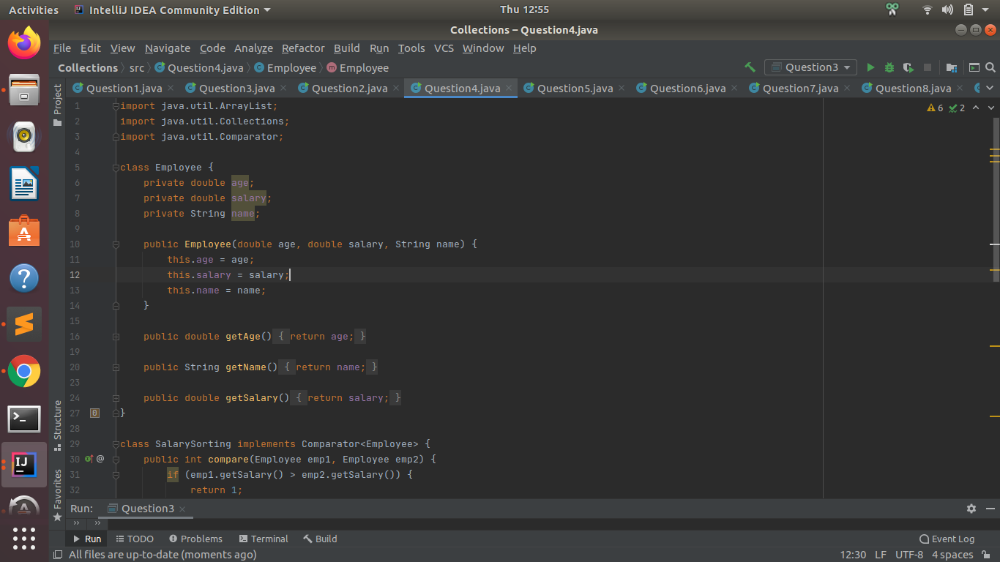 Activities IntelliJ IDEA Community Edition Thu 12:55
Collections – Question4.java
File Edit View Navigate Code Analyze Refactor Build Run Tools VCS Window Help
Collections src Question4.java Employee Employee Question3
Question1.java Question3.java Question2.java Question4.java Question5.java Question6.java Question7.java Question8.java
Project
6 2
1 import java.util.ArrayList;
2 import java.util.Collections;
3 import java.util.Comparator;
4
5 class Employee {
6 private double age;
7 private double salary;
8 private String name;
9
10 public Employee(double age, double salary, String name) {
11 this.age = age;
12 this.salary = salary;
13 this.name = name;
14 }
15
16 public double getAge() { return age; }
19
20 public String getName() { return name; }
23
24 public double getSalary() { return salary; }
27 }
28
29 class SalarySorting implements Comparator<Employee> {
30 public int compare(Employee emp1, Employee emp2) {
31 if (emp1.getSalary() > emp2.getSalary()) {
32 return 1;
Structure
Favorites
Run: Question3
Run TODO Problems Terminal Build Event Log
All files are up-to-date (moments ago) 12:30 LF UTF-8 4 spaces